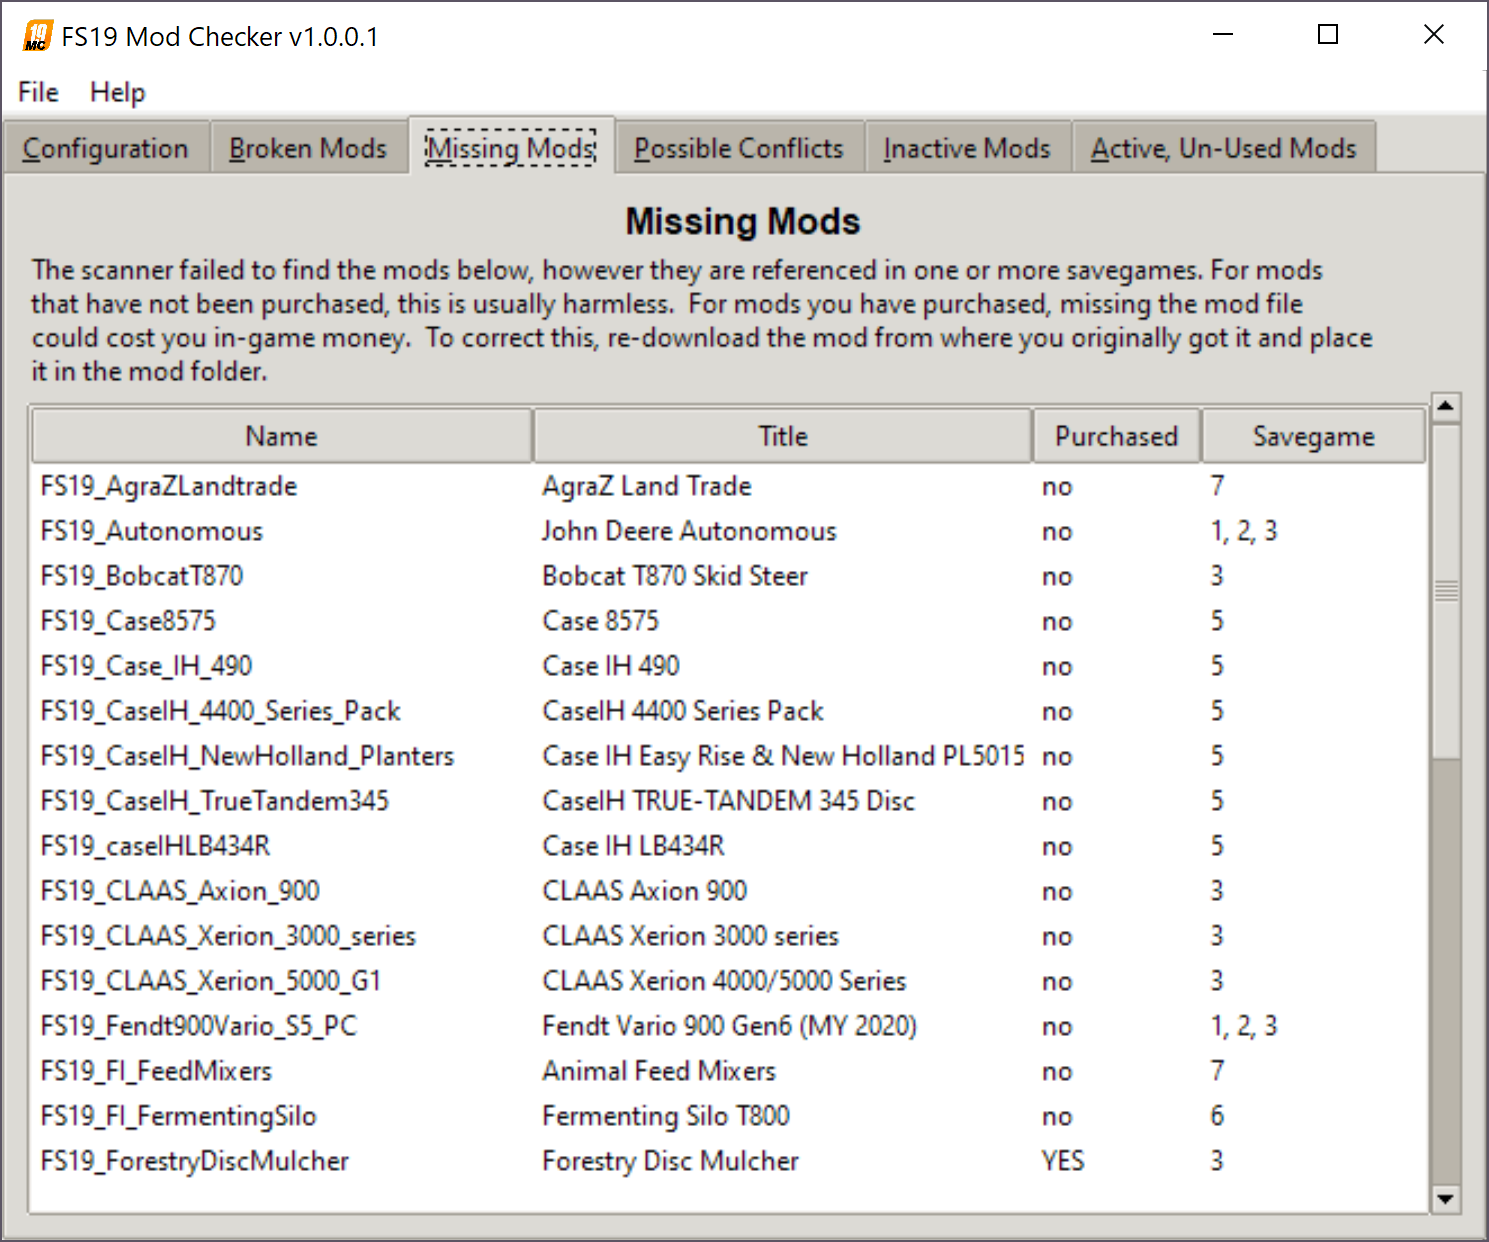 19 MC FS19 Mod Checker v1.0.0.1
File Help
Configuration Broken Mods Missing Mods Possible Conflicts Inactive Mods Active, Un-Used Mods
Missing Mods
The scanner failed to find the mods below, however they are referenced in one or more savegames. For mods
that have not been purchased, this is usually harmless.  For mods you have purchased, missing the mod file
could cost you in-game money.  To correct this, re-download the mod from where you originally got it and place
it in the mod folder.
Name Title Purchased Savegame
FS19_AgraZLandtrade AgraZ Land Trade no 7
FS19_Autonomous John Deere Autonomous no 1, 2, 3
FS19_BobcatT870 Bobcat T870 Skid Steer no 3
FS19_Case8575 Case 8575 no 5
FS19_Case_IH_490 Case IH 490 no 5
FS19_CaseIH_4400_Series_Pack CaseIH 4400 Series Pack no 5
FS19_CaseIH_NewHolland_Planters Case IH Easy Rise & New Holland PL5015 no 5
FS19_CaseIH_TrueTandem345 CaseIH TRUE-TANDEM 345 Disc no 5
FS19_caseIHLB434R Case IH LB434R no 5
FS19_CLAAS_Axion_900 CLAAS Axion 900 no 3
FS19_CLAAS_Xerion_3000_series CLAAS Xerion 3000 series no 3
FS19_CLAAS_Xerion_5000_G1 CLAAS Xerion 4000/5000 Series no 3
FS19_Fendt900Vario_S5_PC Fendt Vario 900 Gen6 (MY 2020) no 1, 2, 3
FS19_FI_FeedMixers Animal Feed Mixers no 7
FS19_FI_FermentingSilo Fermenting Silo T800 no 6
FS19_ForestryDiscMulcher Forestry Disc Mulcher YES 3